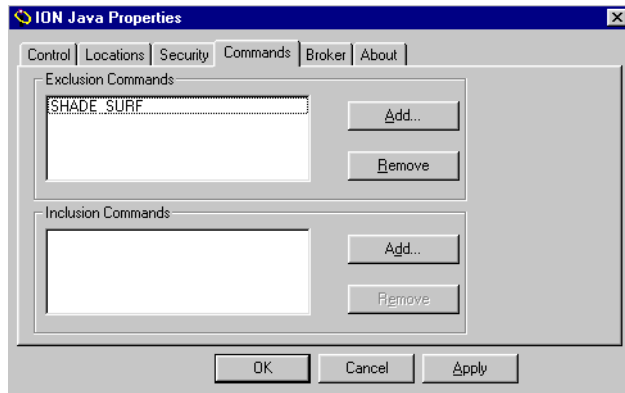 ION Java Properties
Control Locations Security Commands Broker About
Exclusion Commands
SHADE_SURF
Add...
Remove
Inclusion Commands
Add...
Remove
OK Cancel Apply